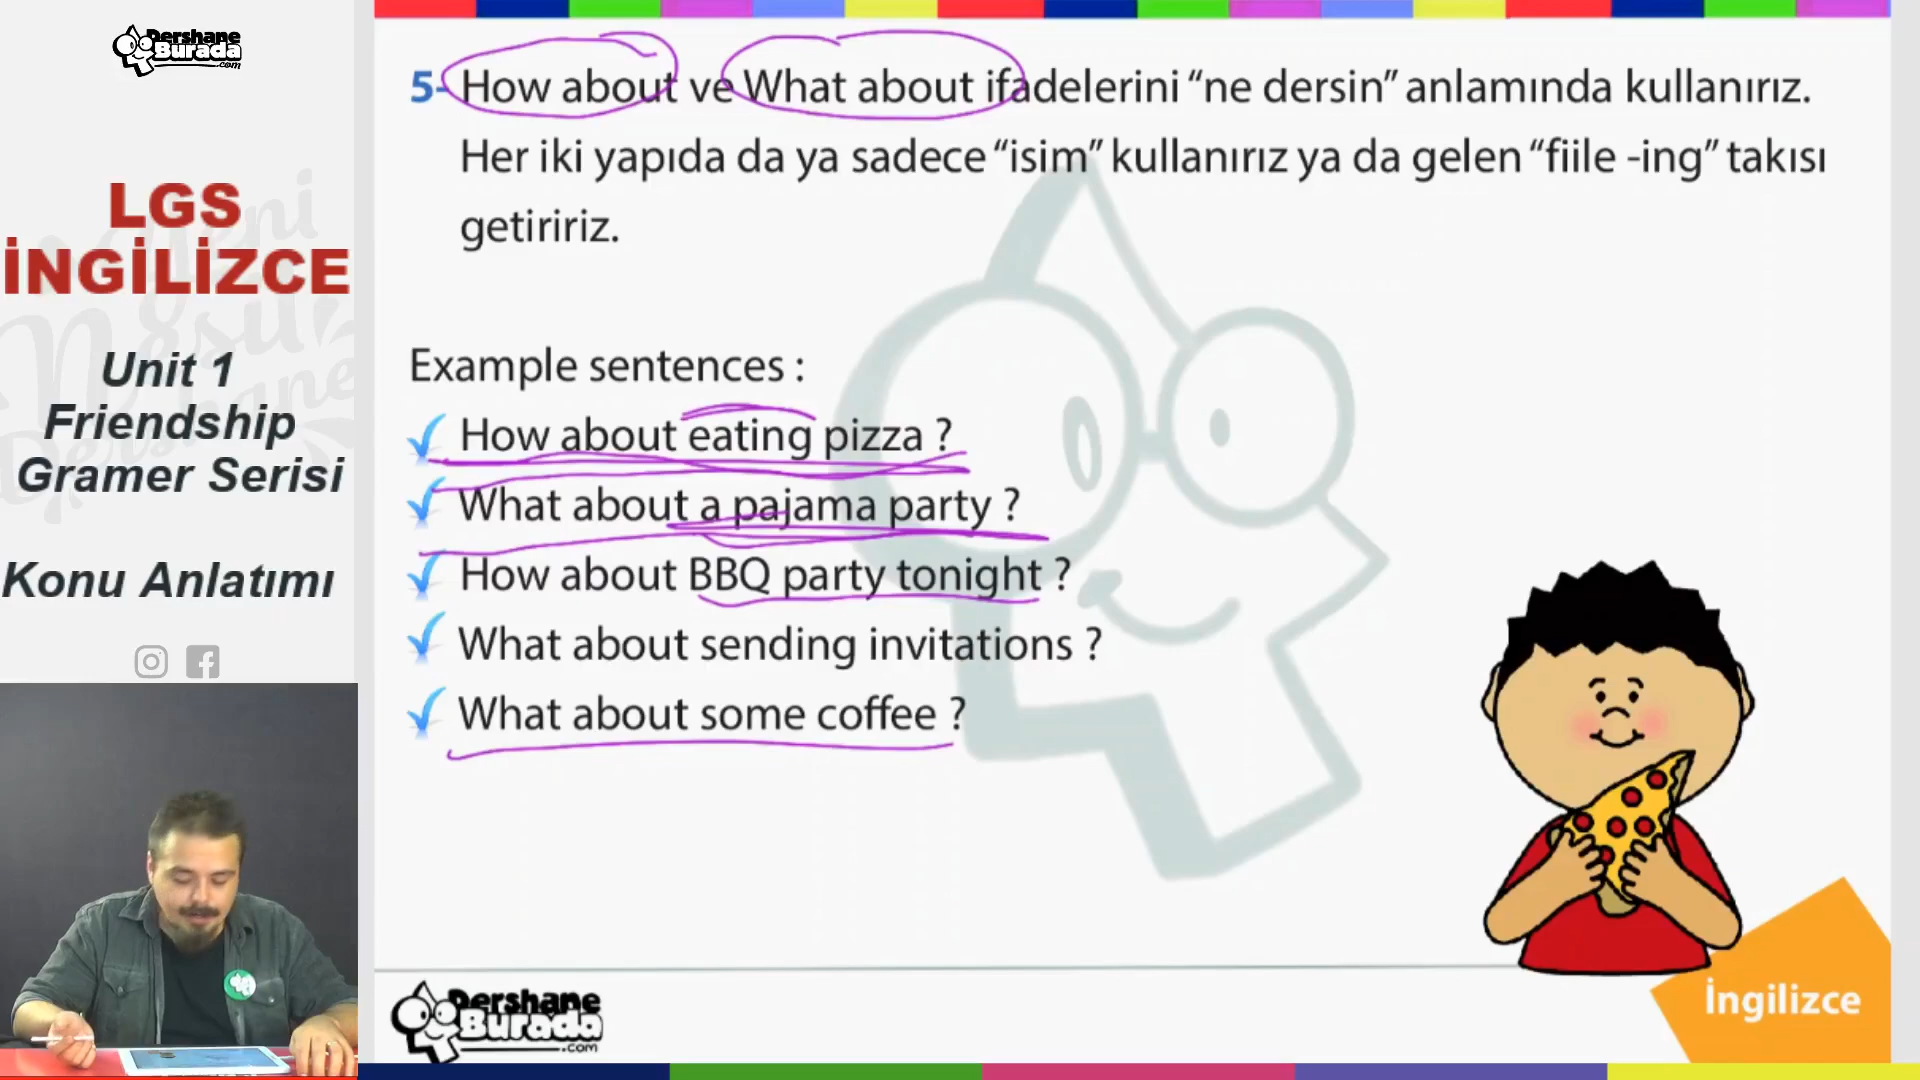 Dershane
Burada
.com
LGS
İNGİLİZCE
Unit 1
Friendship
Gramer Serisi
Konu Anlatımı
Yeni
Nesil
Dershane
5- How about ve What about ifadelerini “ne dersin” anlamında kullanırız.
Her iki yapıda da ya sadece “isim” kullanırız ya da gelen “fiile -ing” takısı
getiririz.
Example sentences :
How about eating pizza ?
What about a pajama party ?
How about BBQ party tonight ?
What about sending invitations ?
What about some coffee ?
Dershane
Burada
.com
İngilizce